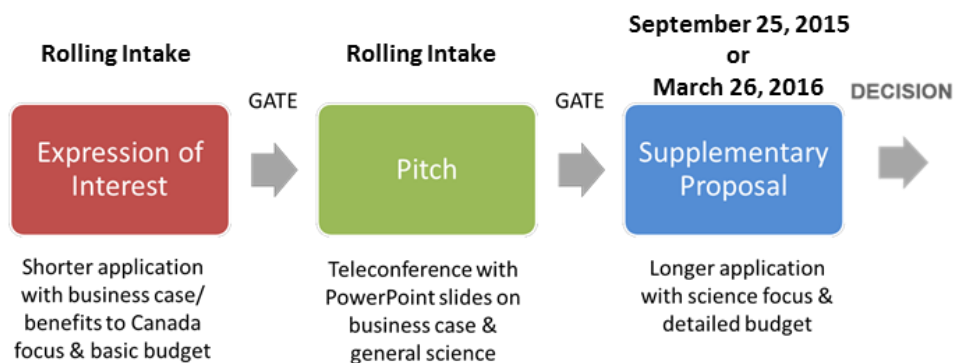 Rolling Intake
Expression of
Interest
Shorter application
with business case/
benefits to Canada
focus & basic budget
GATE
Rolling Intake
Pitch
Teleconference with
PowerPoint slides on
business case &
general science
GATE
September 25, 2015
or
March 26, 2016
Supplementary
Proposal
Longer application
with science focus &
detailed budget
DECISION